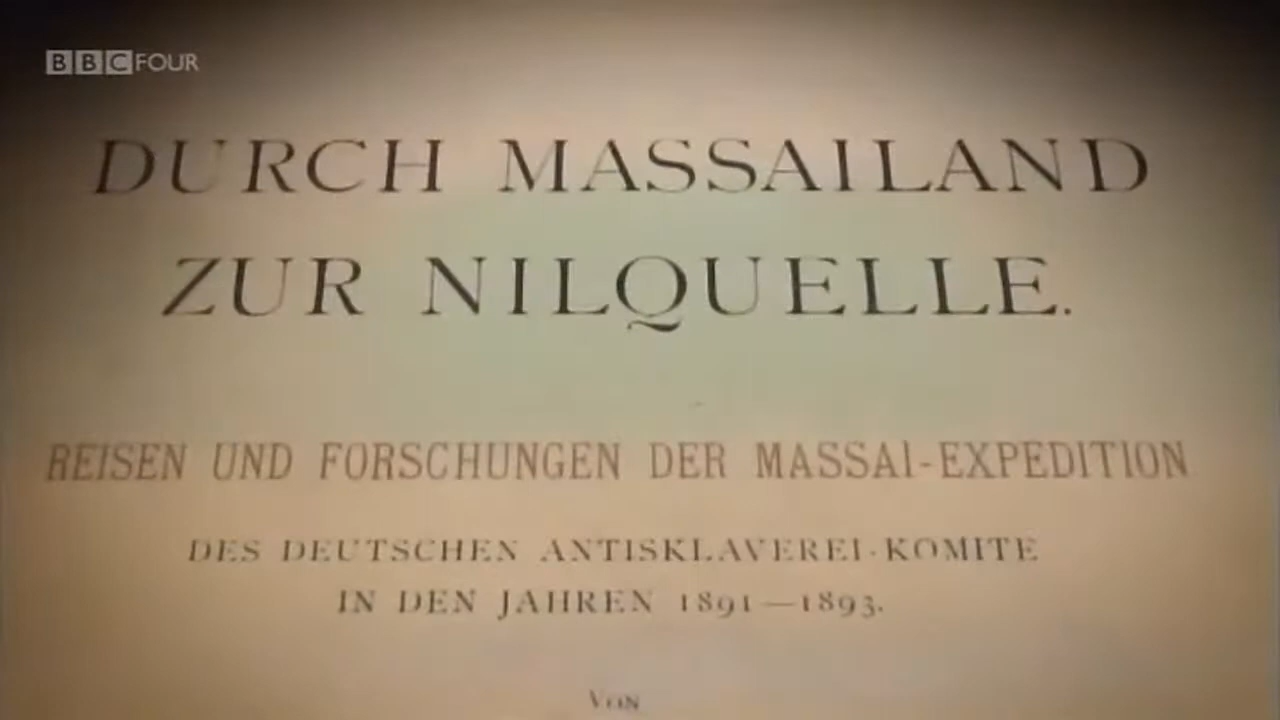 BBC FOUR
DURCH MASSAILAND
ZUR NILQUELLE.
REISEN UND FORSCHUNGEN DER MASSAI-EXPEDITION
DES DEUTSCHEN ANTISKLAVEREI-KOMITE
IN DEN JAHREN 1891—1893.
VON